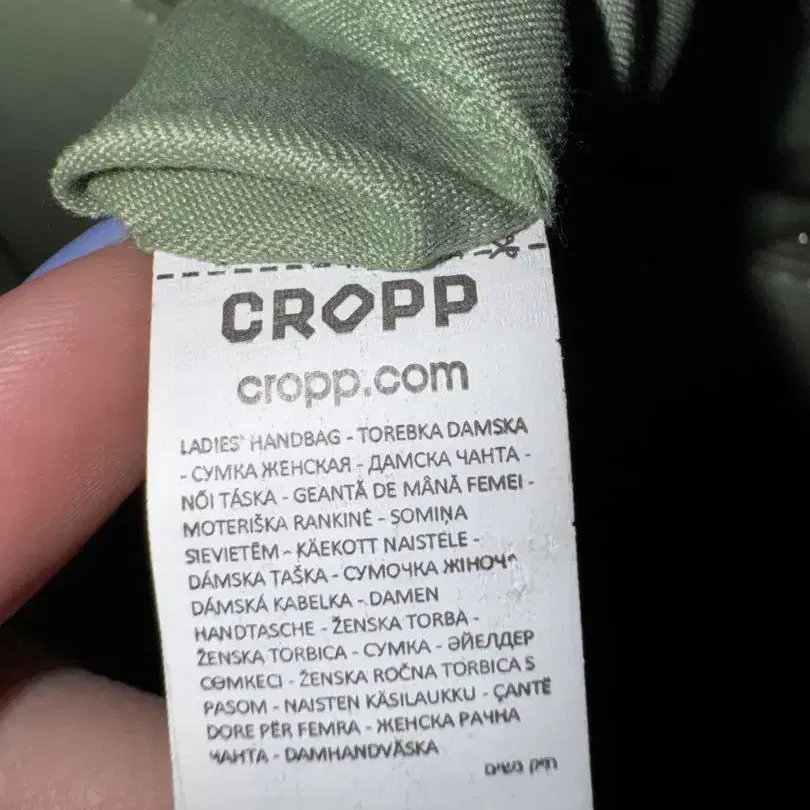 CROPP
cropp.com
LADIES' HANDBAG - TOREBKA DAMSKA
- СУМКА ЖЕНСКАЯ - ДАМСКА ЧАНТА -
NŐI TÁSKA - GEANTĂ DE MÂNĂ FEMEI -
MOTERIŠKA RANKINĖ - SOMIŅA
SIEVIETĒM - KÄEKOTT NAISTELE -
DÁMSKA TAŠKA - СУМОЧКА
DÁMSKÁ KABELKA - DAMEN
HANDTASCHE - ŽENSKA TORBA -
ŽENSKA TORBICA - СУМКА - ӘЙЕЛДЕР
СӨМКЕСІ - ŽENSKA ROČNA TORBICA S
PASOM - NAISTEN KÄSILAUKKU - ÇANTË
DORE PËR FEMRA - ЖЕНСКА РАЧНА
ЧАНТА - DAMHANDVÄSKA
תיק נשים